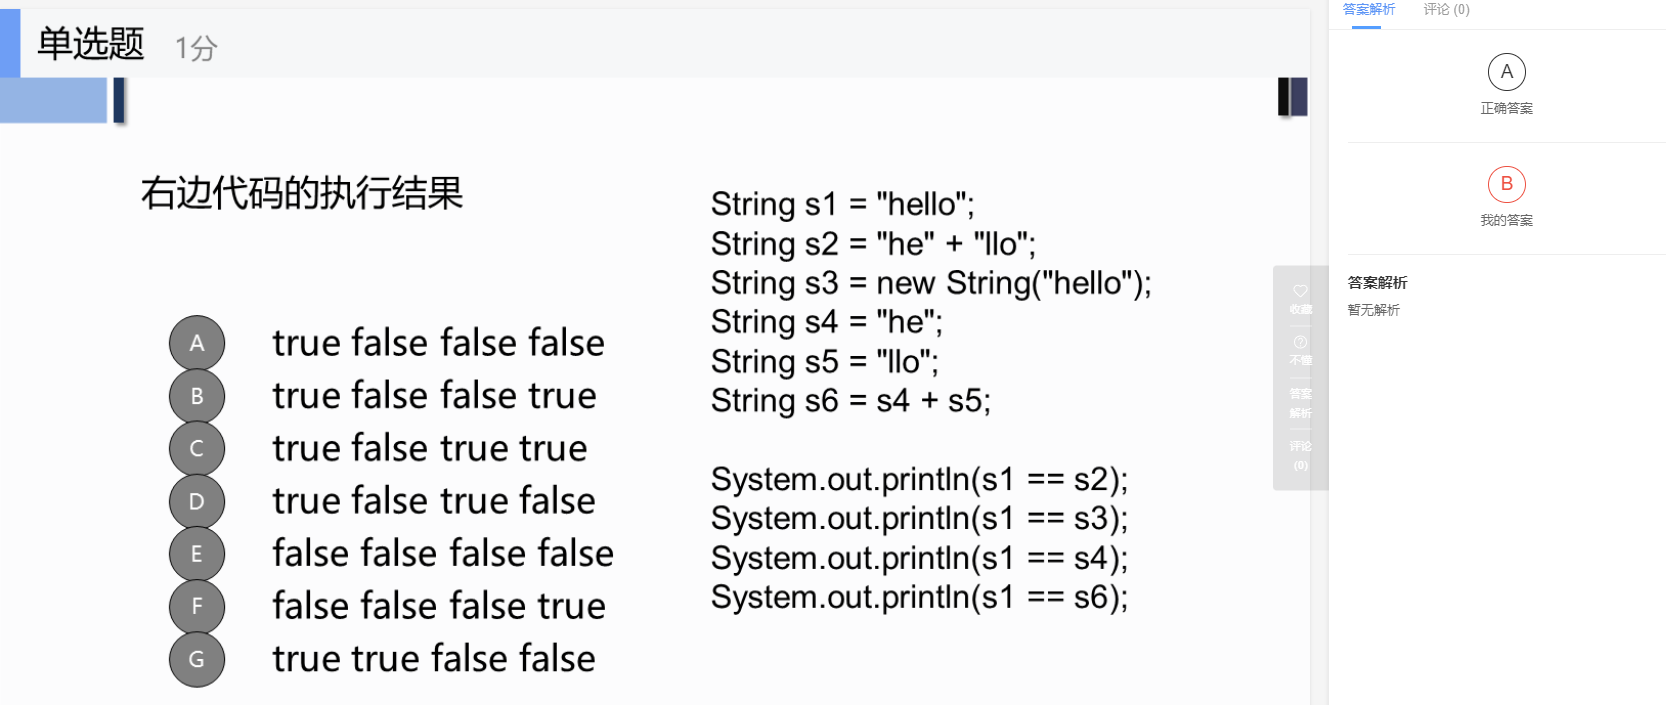 单选题 1分
右边代码的执行结果
A true false false false
B true false false true
C true false true true
D true false true false
E false false false false
F false false false true
G true true false false
String s1 = "hello";
String s2 = "he" + "llo";
String s3 = new String("hello");
String s4 = "he";
String s5 = "llo";
String s6 = s4 + s5;
System.out.println(s1 == s2);
System.out.println(s1 == s3);
System.out.println(s1 == s4);
System.out.println(s1 == s6);
收藏
不懂
答案
解析
评论
(0)
答案解析 评论 (0)
A
正确答案
B
我的答案
答案解析
暂无解析